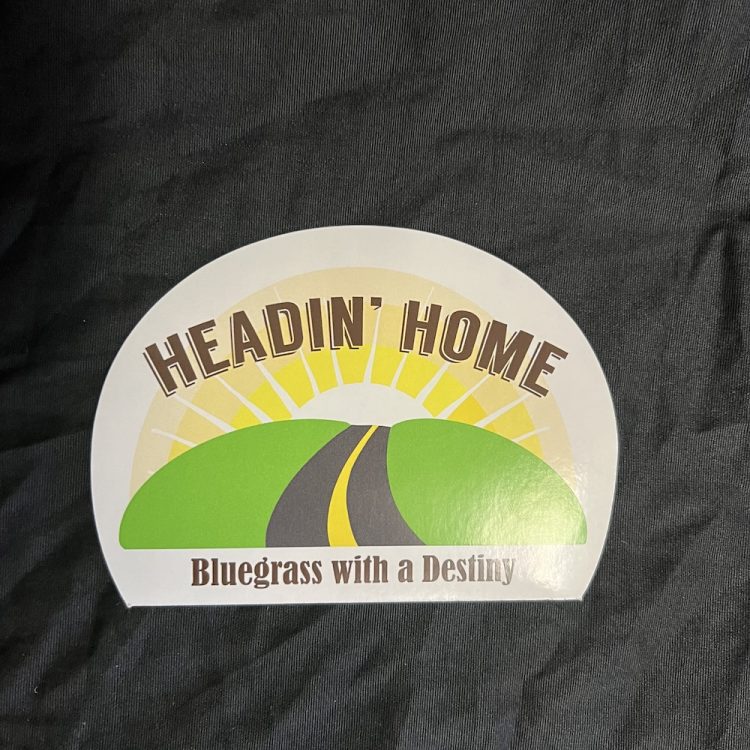 HEADIN' HOME
Bluegrass with a Destiny